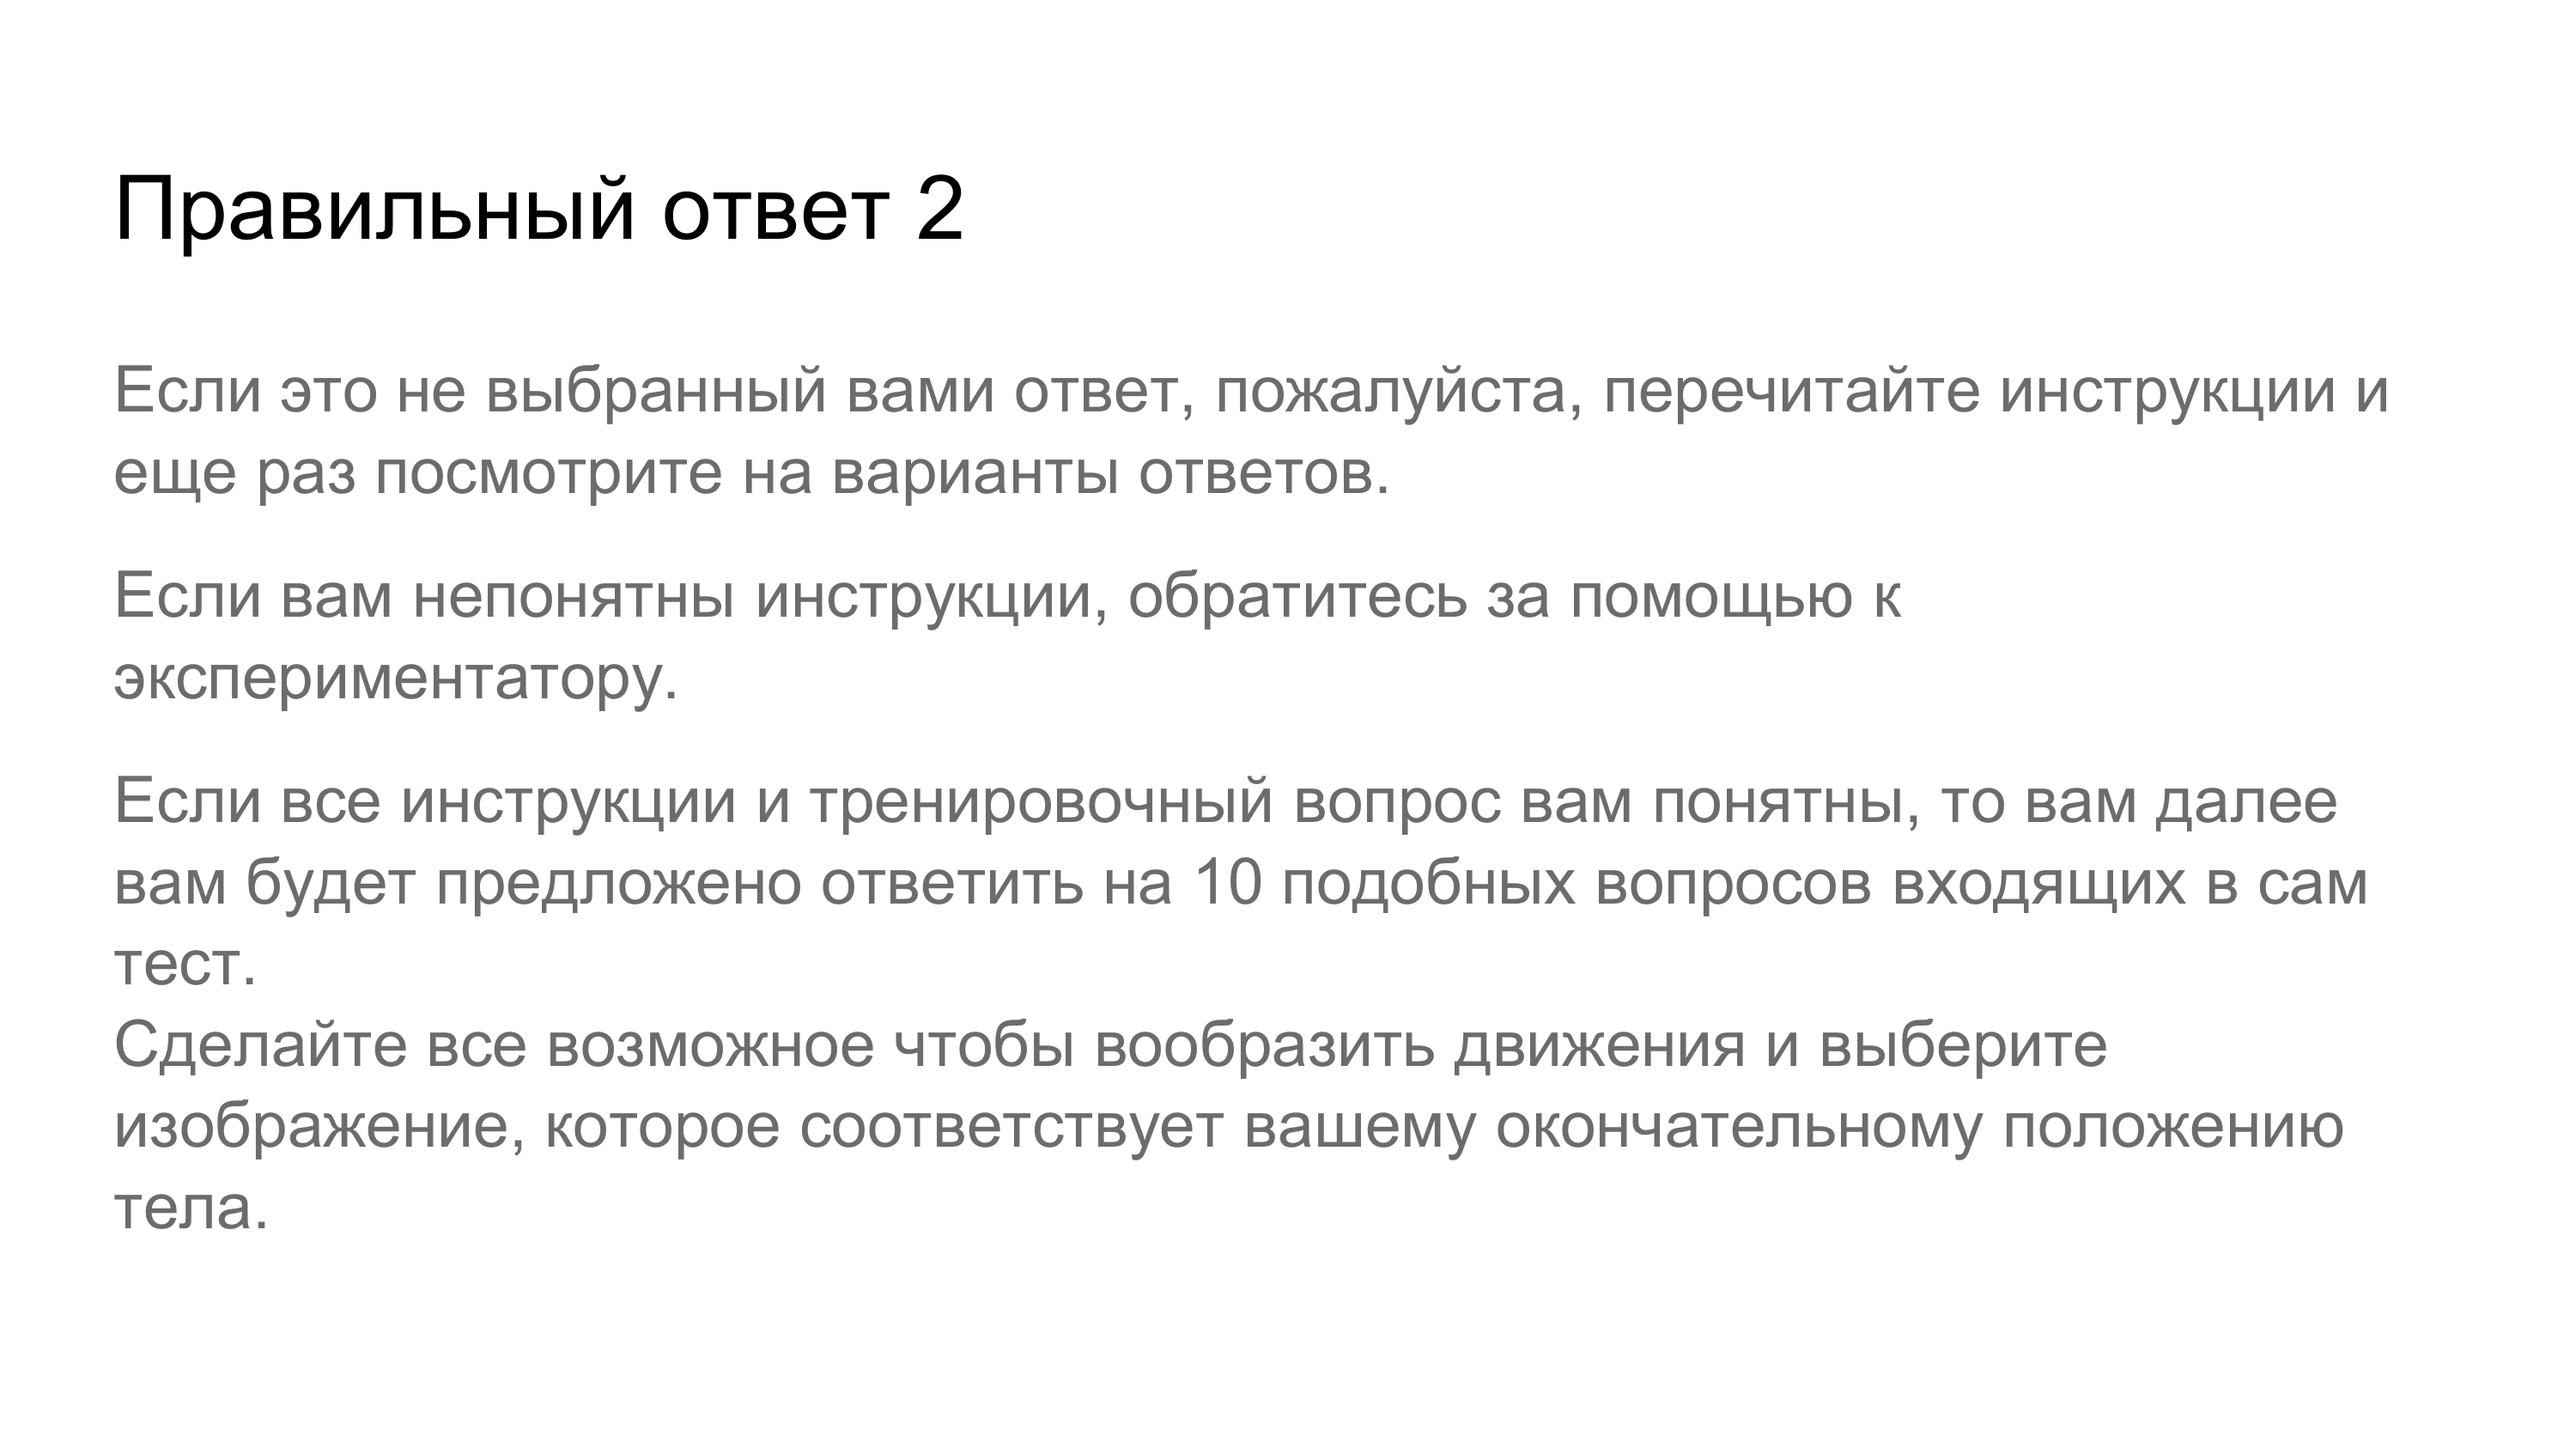 Правильный ответ 2
Если это не выбранный вами ответ, пожалуйста, перечитайте инструкции и
еще раз посмотрите на варианты ответов.
Если вам непонятны инструкции, обратитесь за помощью к
экспериментатору.
Если все инструкции и тренировочный вопрос вам понятны, то вам далее
вам будет предложено ответить на 10 подобных вопросов входящих в сам
тест.
Сделайте все возможное чтобы вообразить движения и выберите
изображение, которое соответствует вашему окончательному положению
тела.